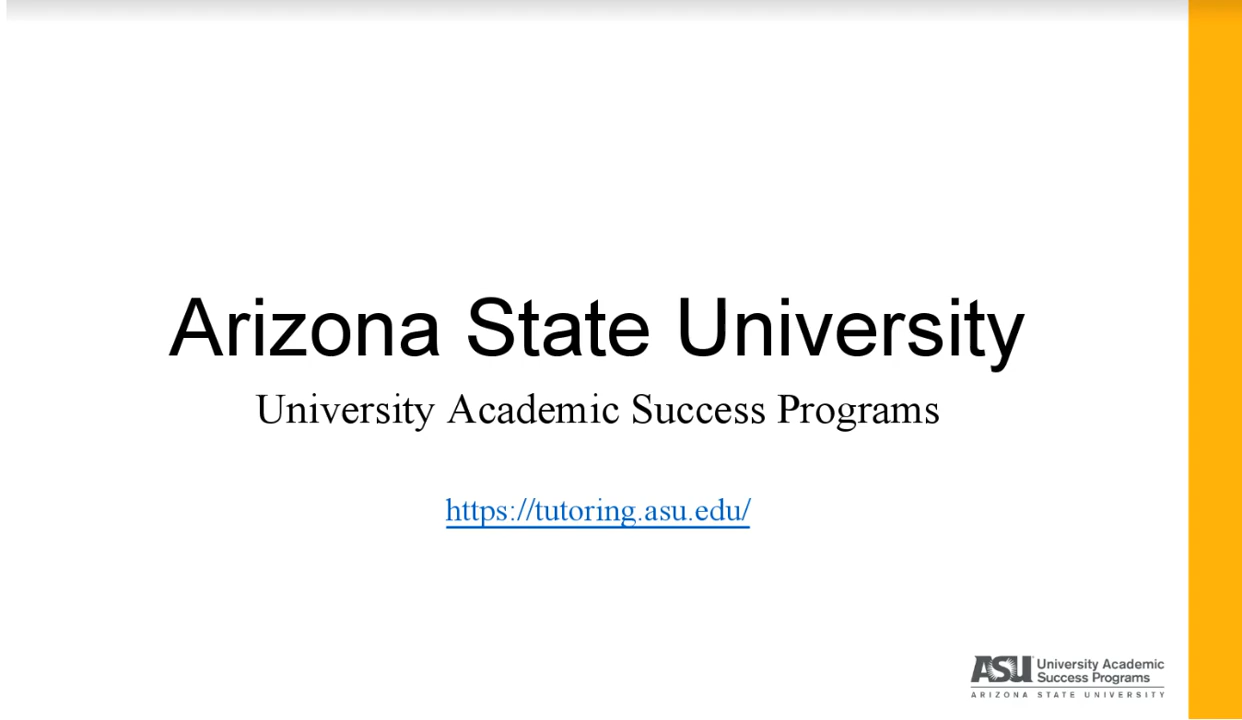 Arizona State University
University Academic Success Programs
https://tutoring.asu.edu/
ASU University Academic
Success Programs
ARIZONA STATE UNIVERSITY